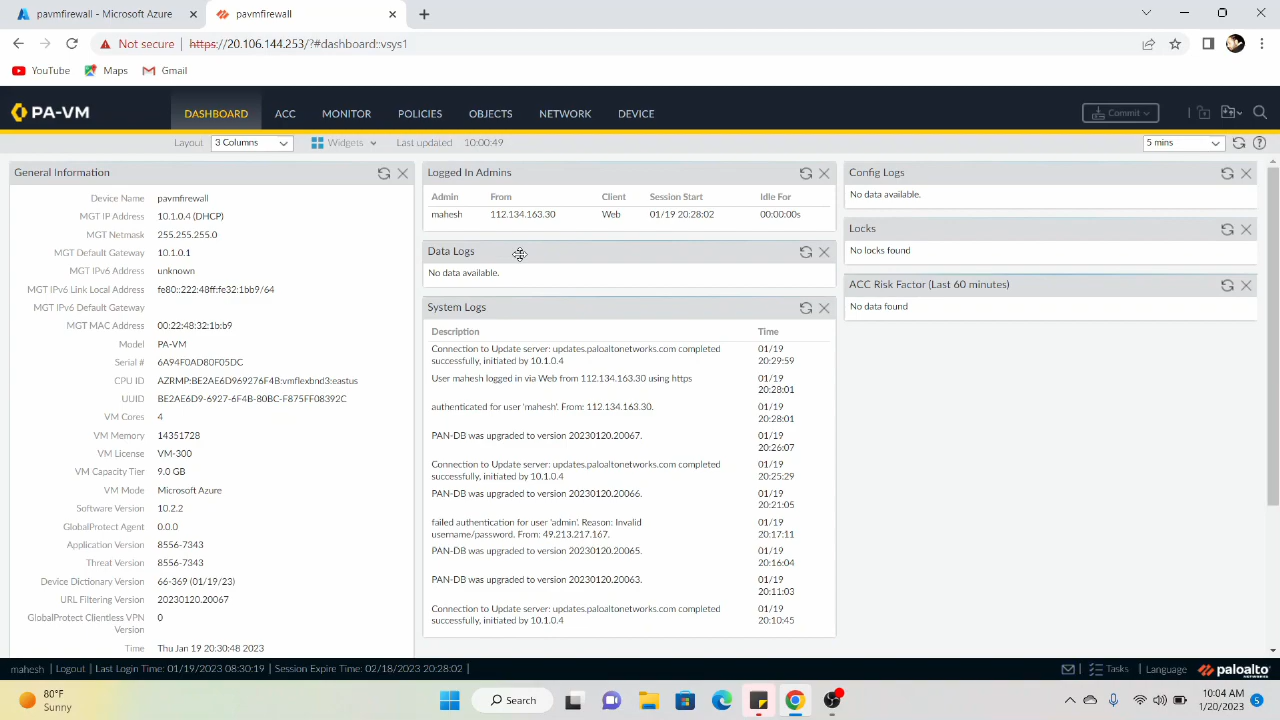 pavmfirewall - Microsoft Azure
pavmfirewall
Not secure | https://20.106.144.253/?#dashboard::vsys1
YouTube Maps Gmail
PA-VM DASHBOARD ACC MONITOR POLICIES OBJECTS NETWORK DEVICE Commit
Layout 3 Columns Widgets Last updated 10:00:49 5 mins
General Information
Device Name pavmfirewall
MGT IP Address 10.1.0.4 (DHCP)
MGT Netmask 255.255.255.0
MGT Default Gateway 10.1.0.1
MGT IPv6 Address unknown
MGT IPv6 Link Local Address fe80::222:48ff:fe32:1bb9/64
MGT IPv6 Default Gateway
MGT MAC Address 00:22:48:32:1b:b9
Model PA-VM
Serial # 6A94F0AD80F05DC
CPU ID AZRMP:BE2AE6D969276F4B:vmflexbnd3:eastus
UUID BE2AE6D9-6927-6F4B-80BC-F875FF08392C
VM Cores 4
VM Memory 14351728
VM License VM-300
VM Capacity Tier 9.0 GB
VM Mode Microsoft Azure
Software Version 10.2.2
GlobalProtect Agent 0.0.0
Application Version 8556-7343
Threat Version 8556-7343
Device Dictionary Version 66-369 (01/19/23)
URL Filtering Version 20230120.20067
GlobalProtect Clientless VPN 0
Version
Time Thu Jan 19 20:30:48 2023
Logged In Admins
Admin From Client Session Start Idle For
mahesh 112.134.163.30 Web 01/19 20:28:02 00:00:00s
Data Logs
No data available.
System Logs
Description Time
Connection to Update server: updates.paloaltonetworks.com completed 01/19
successfully, initiated by 10.1.0.4 20:29:59
User mahesh logged in via Web from 112.134.163.30 using https 01/19
20:28:01
authenticated for user 'mahesh'. From: 112.134.163.30. 01/19
20:28:01
PAN-DB was upgraded to version 20230120.20067. 01/19
20:26:07
Connection to Update server: updates.paloaltonetworks.com completed 01/19
successfully, initiated by 10.1.0.4 20:25:29
PAN-DB was upgraded to version 20230120.20066. 01/19
20:21:05
failed authentication for user 'admin'. Reason: Invalid 01/19
username/password. From: 49.213.217.167. 20:17:11
PAN-DB was upgraded to version 20230120.20065. 01/19
20:16:04
PAN-DB was upgraded to version 20230120.20063. 01/19
20:11:03
Connection to Update server: updates.paloaltonetworks.com completed 01/19
successfully, initiated by 10.1.0.4 20:10:45
Config Logs
No data available.
Locks
No locks found
ACC Risk Factor (Last 60 minutes)
No data found
mahesh | Logout | Last Login Time: 01/19/2023 08:30:19 | Session Expire Time: 02/18/2023 20:28:02 | Tasks | Language paloalto NETWORKS
80°F
Sunny
Search
10:04 AM
1/20/2023
5